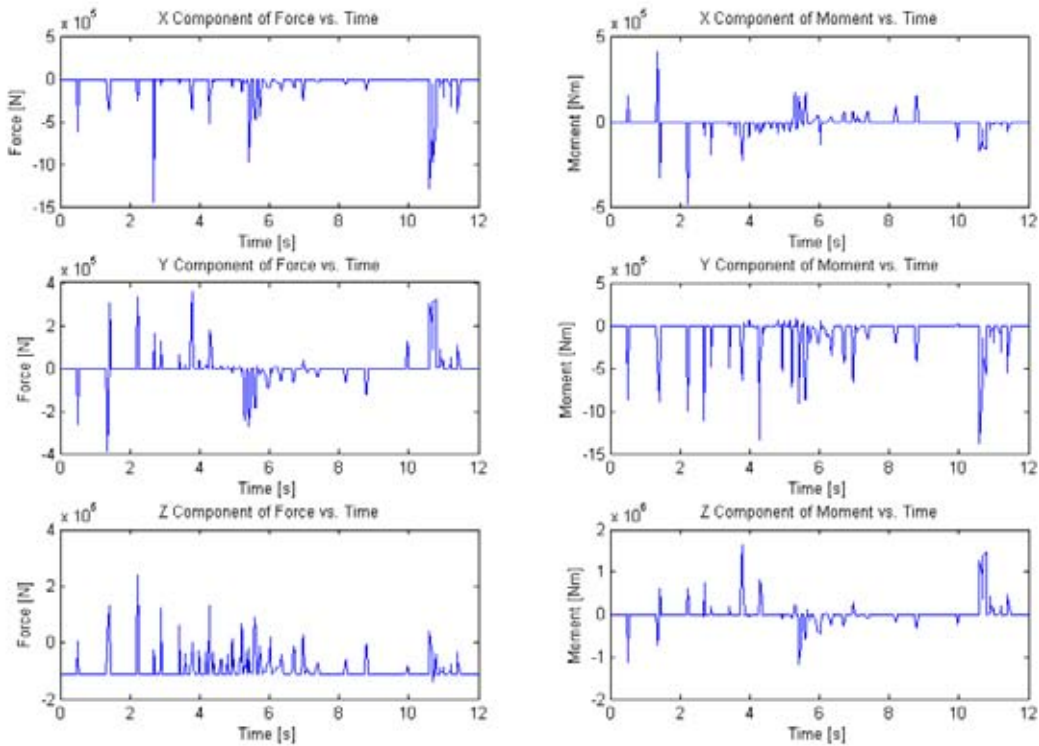 X Component of Force vs. Time
x 10^5
5
0
-5
-10
-15
Force [N]
0 2 4 6 8 10 12
Time [s]
X Component of Moment vs. Time
x 10^5
5
0
-5
Moment [Nm]
0 2 4 6 8 10 12
Time [s]
Y Component of Force vs. Time
x 10^5
4
2
0
-2
-4
Force [N]
0 2 4 6 8 10 12
Time [s]
Y Component of Moment vs. Time
x 10^5
5
0
-5
-10
-15
Moment [Nm]
0 2 4 6 8 10 12
Time [s]
Z Component of Force vs. Time
x 10^6
4
2
0
-2
Force [N]
0 2 4 6 8 10 12
Time [s]
Z Component of Moment vs. Time
x 10^6
2
1
0
-1
-2
Moment [Nm]
0 2 4 6 8 10 12
Time [s]